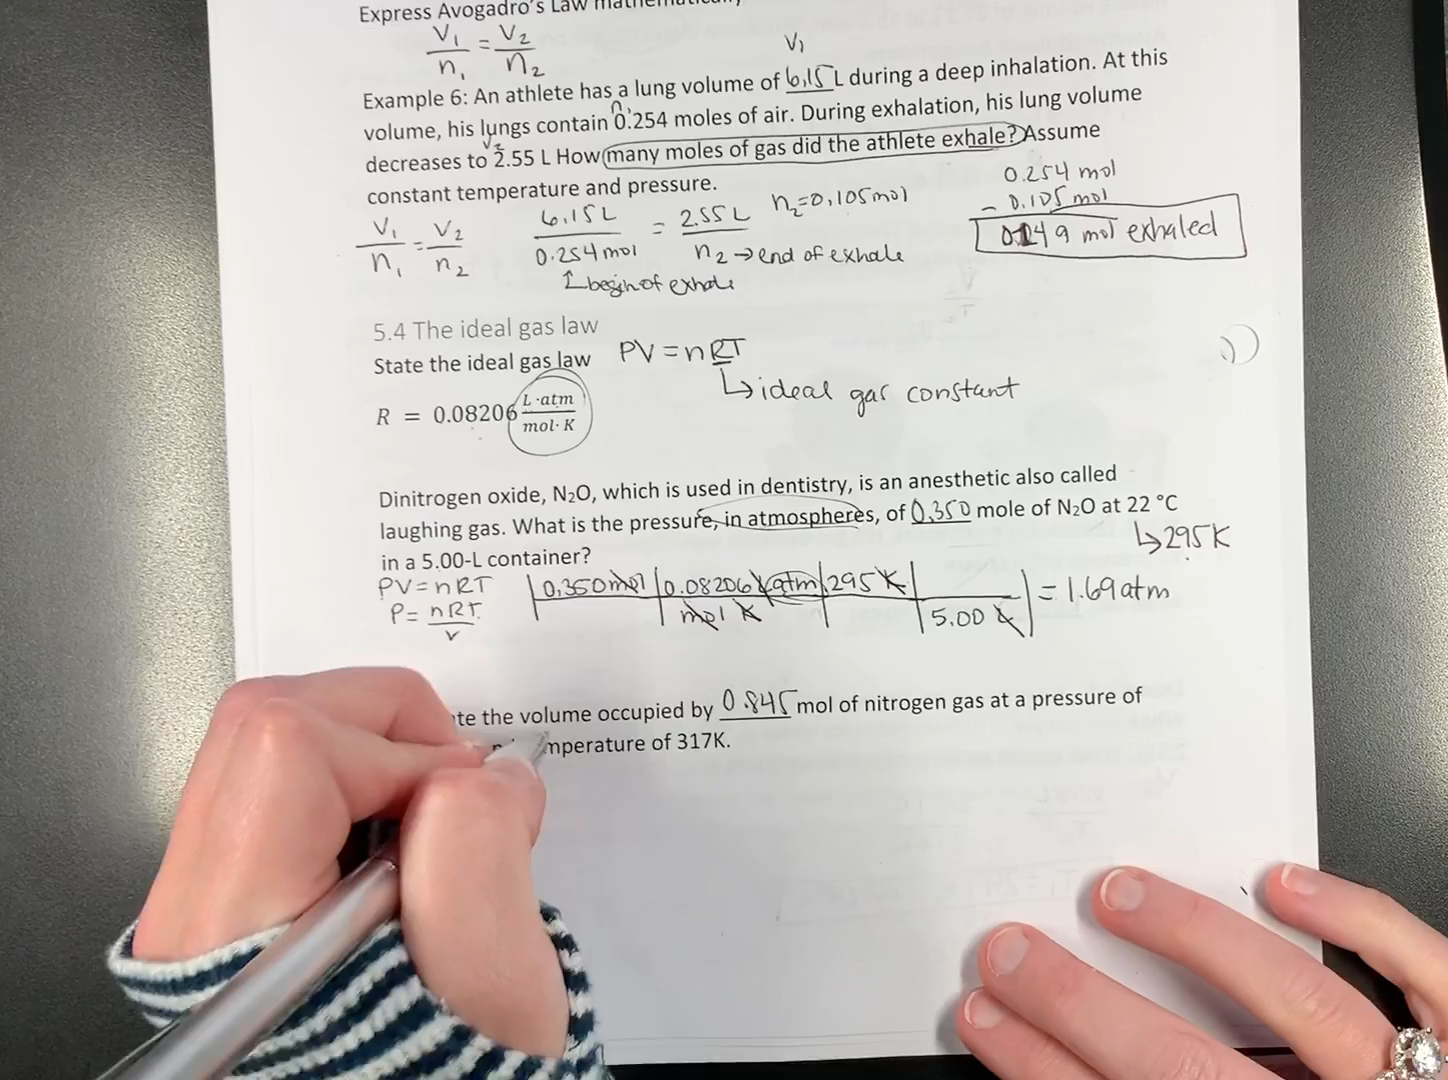 Express Avogadro's Law mathematically
V₁/n₁ = V₂/n₂
V₁
Example 6: An athlete has a lung volume of 6.15 L during a deep inhalation. At this
n₁
volume, his lungs contain 0.254 moles of air. During exhalation, his lung volume
V₂
decreases to 2.55 L How many moles of gas did the athlete exhale? Assume
constant temperature and pressure.
V₁/n₁ = V₂/n₂
6.15 L/0.254 mol = 2.55 L/n₂ → end of exhale
↑ begin of exhale
n₂=0.105 mol
0.254 mol
- 0.105 mol
0.149 mol exhaled
5.4 The ideal gas law
State the ideal gas law PV = nRT
↳ ideal gas constant
R = 0.08206 L·atm/mol·K
Dinitrogen oxide, N₂O, which is used in dentistry, is an anesthetic also called
laughing gas. What is the pressure, in atmospheres, of 0.350 mole of N₂O at 22 °C
↳ 295 K
in a 5.00-L container?
PV = nRT
P = nRT/V
0.350 mol | 0.08206 L atm/mol K | 295 K | /5.00 L = 1.69 atm
the volume occupied by 0.845 mol of nitrogen gas at a pressure of
of 317K.